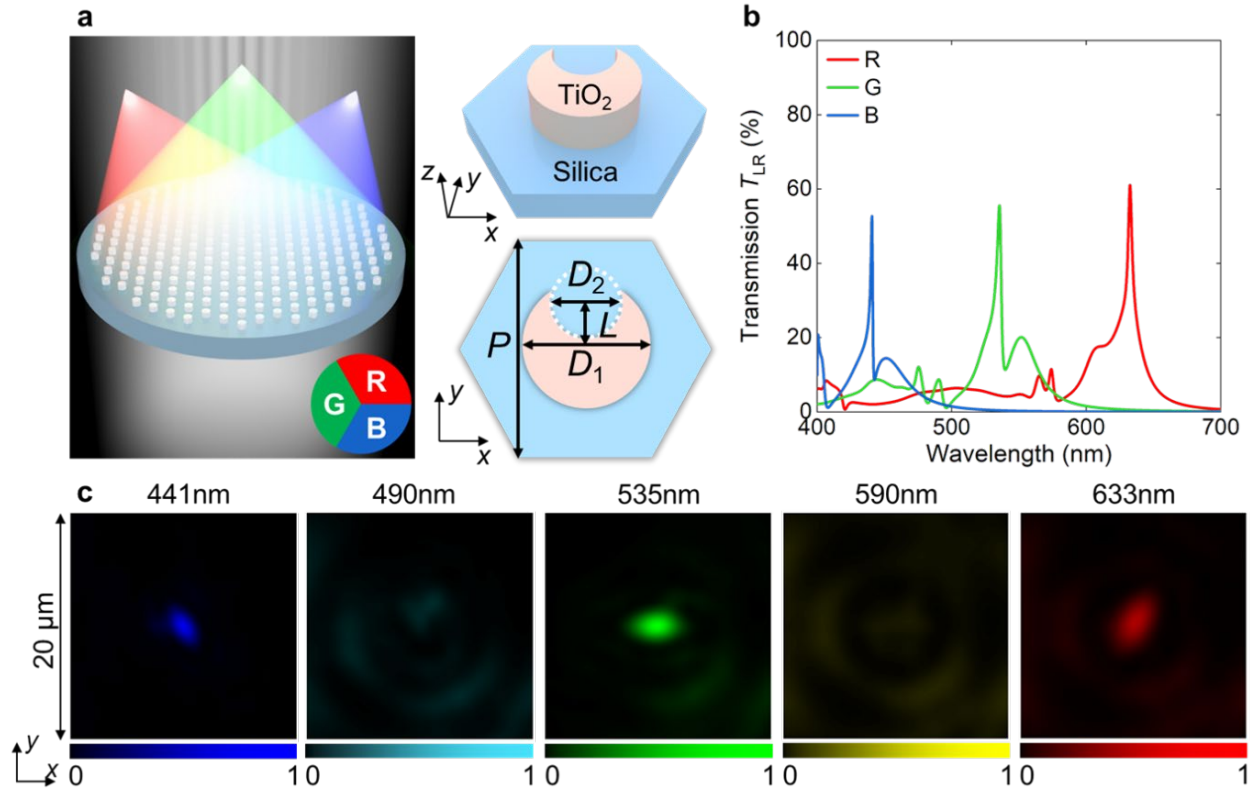 a
R
G
B
TiO2
Silica
z
y
x
D2
L
P
D1
y
x
b
100
80
60
40
20
0
Transmission TLR (%)
R
G
B
400
500
600
700
Wavelength (nm)
c
441nm
490nm
535nm
590nm
633nm
20 μm
y
x
0
1
0
1
0
1
0
1
0
1